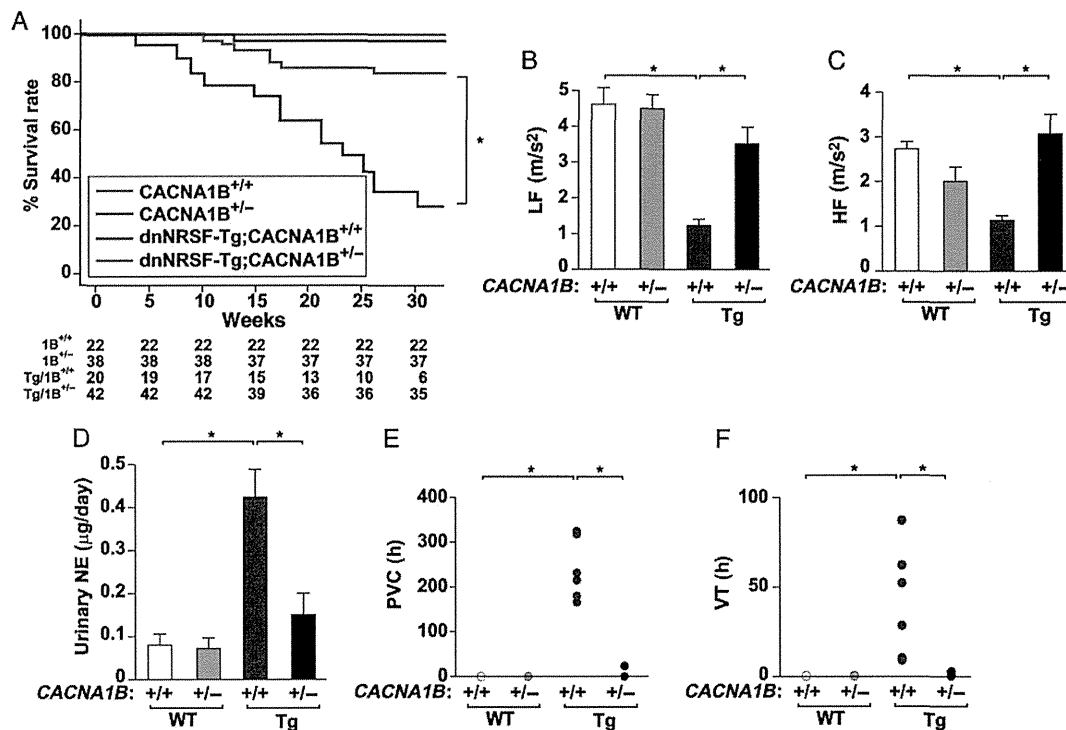 A
% Survival rate
100
80
60
40
20
0
CACNA1B+/+
CACNA1B+/−
dnNRSF-Tg;CACNA1B+/+
dnNRSF-Tg;CACNA1B+/−
*
0 5 10 15 20 25 30
Weeks
1B+/+ 22 22 22 22 22 22 22
1B+/− 38 38 38 37 37 37 37
Tg/1B+/+ 20 19 17 15 13 10 6
Tg/1B+/− 42 42 42 39 36 36 35
B
* *
LF (m/s2)
5
4
3
2
1
0
CACNA1B: +/+ +/− +/+ +/−
WT Tg
C
* *
HF (m/s2)
4
3
2
1
0
CACNA1B: +/+ +/− +/+ +/−
WT Tg
D
* *
Urinary NE (μg/day)
0.5
0.4
0.3
0.2
0.1
0
CACNA1B: +/+ +/− +/+ +/−
WT Tg
E
* *
PVC (h)
400
300
200
100
0
CACNA1B: +/+ +/− +/+ +/−
WT Tg
F
* *
VT (h)
100
50
0
CACNA1B: +/+ +/− +/+ +/−
WT Tg